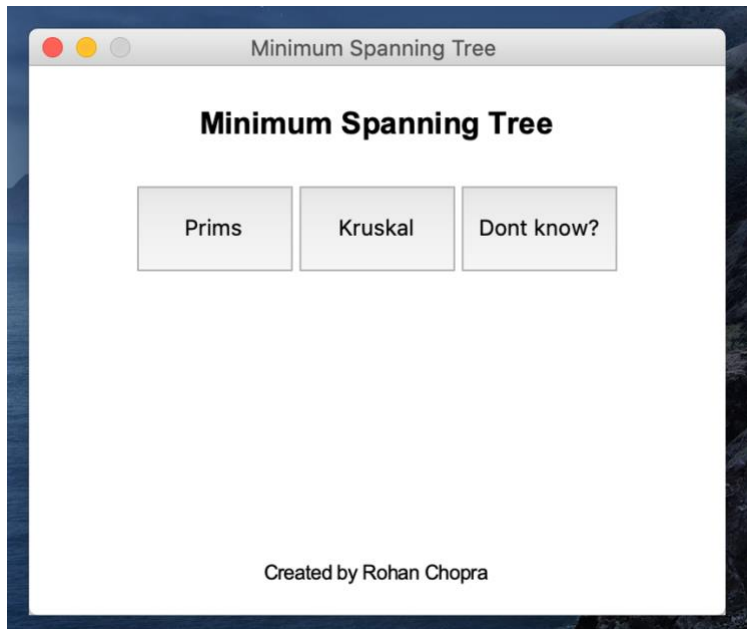 Minimum Spanning Tree
Minimum Spanning Tree
Prims Kruskal Dont know?
Created by Rohan Chopra